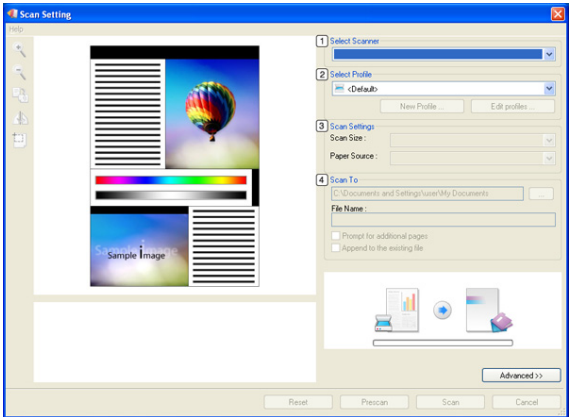 Scan Setting
Help
1 Select Scanner
2 Select Profile
<Default>
New Profile ... Edit profiles ...
3 Scan Settings
Scan Size :
Paper Source :
4 Scan To
C:\Documents and Settings\user\My Documents ...
File Name :
Prompt for additional pages
Append to the existing file
Sample image
Sample image
Advanced >>
Reset Prescan Scan Cancel